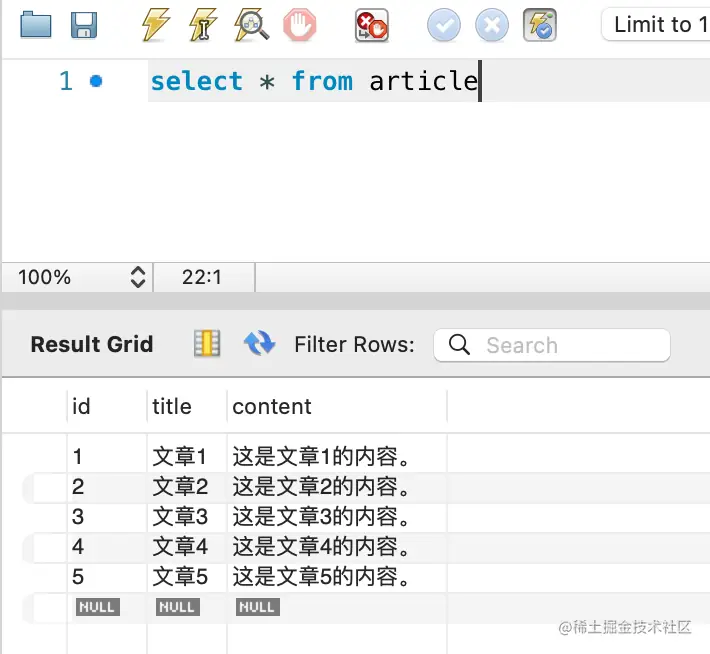 Limit to 1
1 select * from article
100% 22:1
Result Grid Filter Rows: Search
id title content
1 文章1 这是文章1的内容。
2 文章2 这是文章2的内容。
3 文章3 这是文章3的内容。
4 文章4 这是文章4的内容。
5 文章5 这是文章5的内容。
NULL NULL NULL
@稀土掘金技术社区